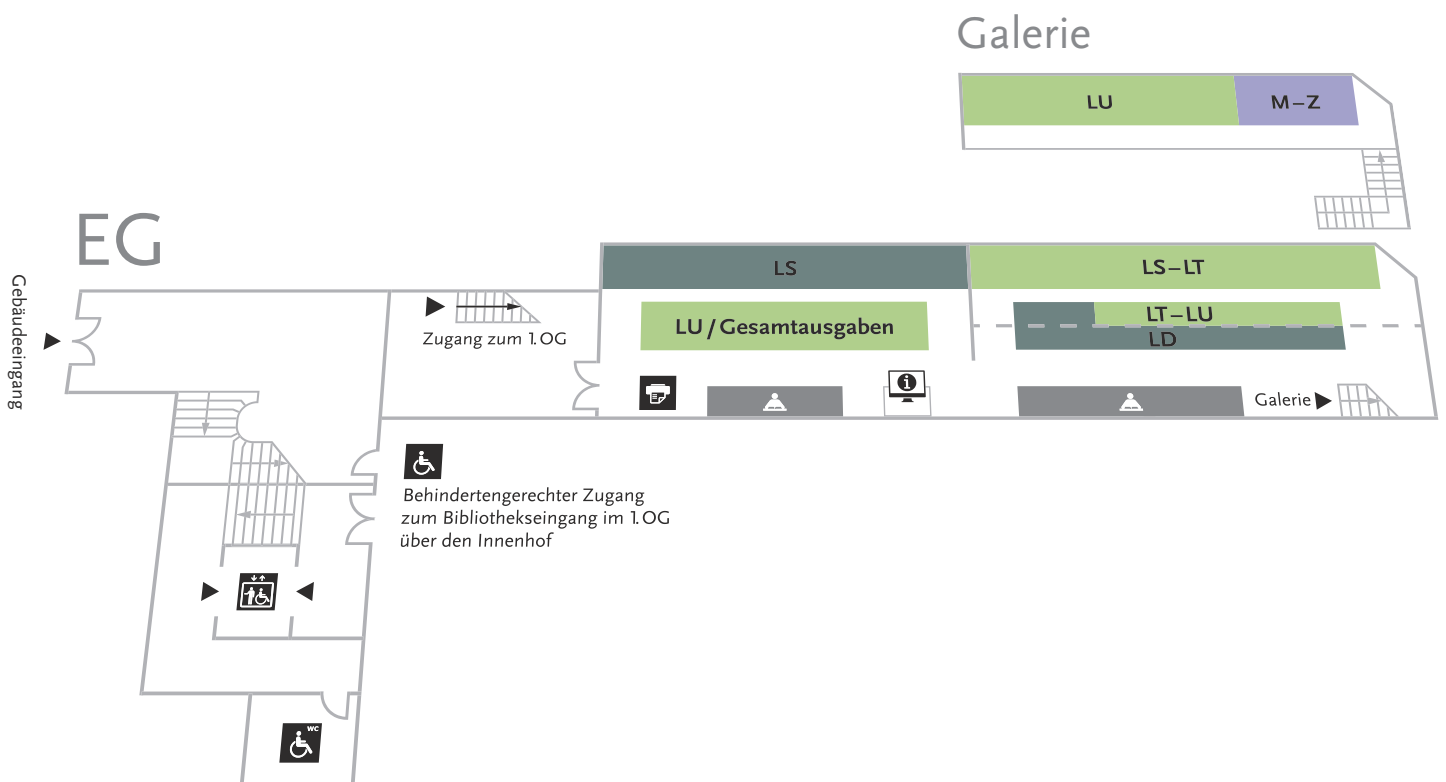 Galerie
LU
M–Z
EG
Gebäudeeingang
LS
LS–LT
Zugang zum 1. OG
LU / Gesamtausgaben
LT–LU
LD
Galerie
Behindertengerechter Zugang
zum Bibliothekseingang im 1. OG
über den Innenhof
WC